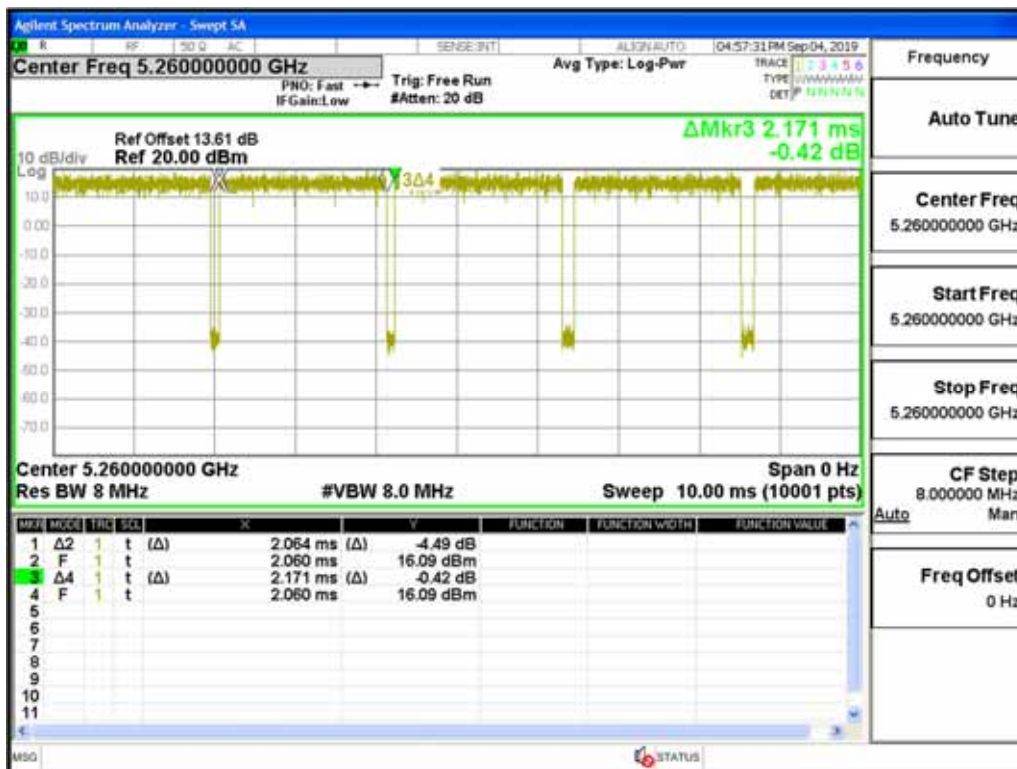 Agilent Spectrum Analyzer - Swept SA
R RF 50 Ω AC SENSE:INT ALIGN AUTO 04:57:31 PM Sep 04, 2019
Center Freq 5.260000000 GHz
PNO: Fast
IFGain:Low
Trig: Free Run
#Atten: 20 dB
Avg Type: Log-Pwr
TRACE 1 2 3 4 5 6
TYPE
DET P N N N N N
Ref Offset 13.61 dB
Ref 20.00 dBm
10 dB/div
Log
ΔMkr3 2.171 ms
-0.42 dB
3Δ4
10.0
0.00
-10.0
-20.0
-30.0
-40.0
-50.0
-60.0
-70.0
Center 5.260000000 GHz Span 0 Hz
Res BW 8 MHz #VBW 8.0 MHz Sweep 10.00 ms (10001 pts)
MKR MODE TRC SCL X Y FUNCTION FUNCTION WIDTH FUNCTION VALUE
1 Δ2 1 t (Δ) 2.064 ms (Δ) -4.49 dB
2 F 1 t 2.060 ms 16.09 dBm
3 Δ4 1 t (Δ) 2.171 ms (Δ) -0.42 dB
4 F 1 t 2.060 ms 16.09 dBm
5
6
7
8
9
10
11
MSG STATUS
Frequency
Auto Tune
Center Freq
5.260000000 GHz
Start Freq
5.260000000 GHz
Stop Freq
5.260000000 GHz
CF Step
8.000000 MHz
Auto Man
Freq Offset
0 Hz